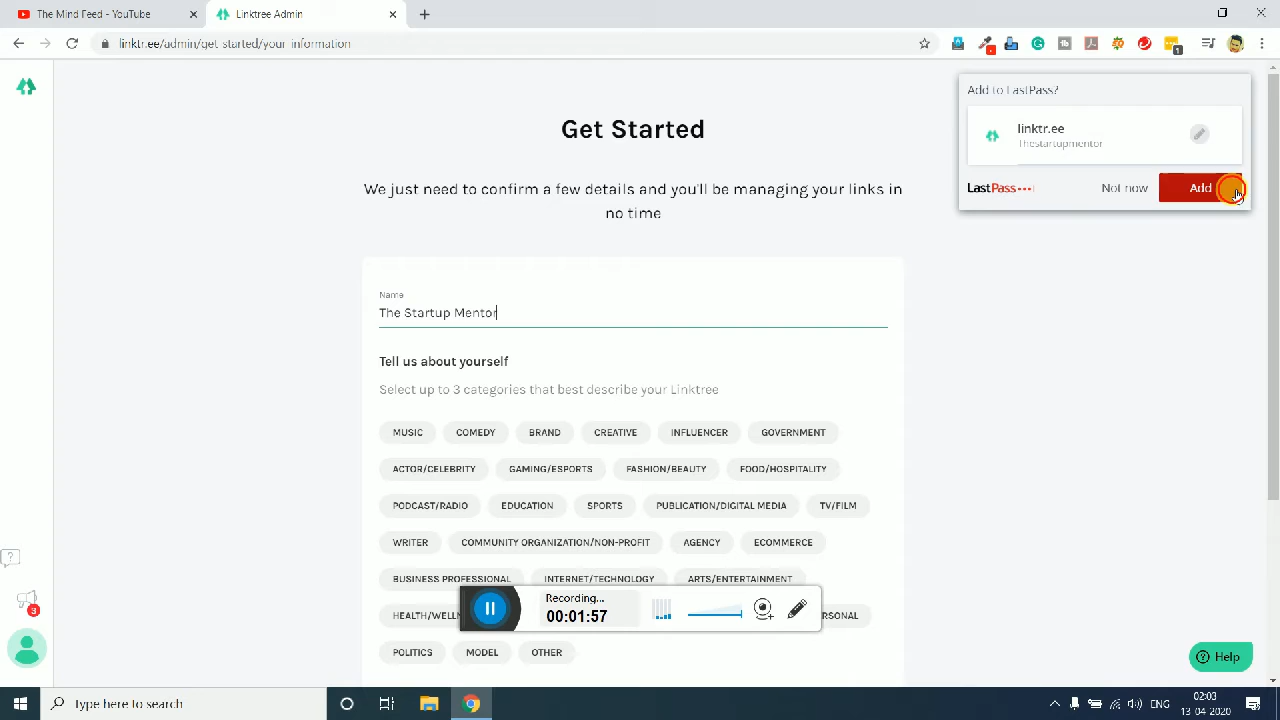 The Mind Feed - YouTube
Linktree Admin
linktr.ee/admin/get-started/your-information
1
Add to LastPass?
linktr.ee
Thestartupmentor
LastPass
Not now
Add
Get Started
We just need to confirm a few details and you'll be managing your links in
no time
Name
The Startup Mentor
Tell us about yourself
Select up to 3 categories that best describe your Linktree
MUSIC
COMEDY
BRAND
CREATIVE
INFLUENCER
GOVERNMENT
ACTOR/CELEBRITY
GAMING/ESPORTS
FASHION/BEAUTY
FOOD/HOSPITALITY
PODCAST/RADIO
EDUCATION
SPORTS
PUBLICATION/DIGITAL MEDIA
TV/FILM
WRITER
COMMUNITY ORGANIZATION/NON-PROFIT
AGENCY
ECOMMERCE
BUSINESS PROFESSIONAL
INTERNET/TECHNOLOGY
ARTS/ENTERTAINMENT
Recording...
00:01:57
3
POLITICS
MODEL
OTHER
Help
Type here to search
ENG
02:03
13-04-2020